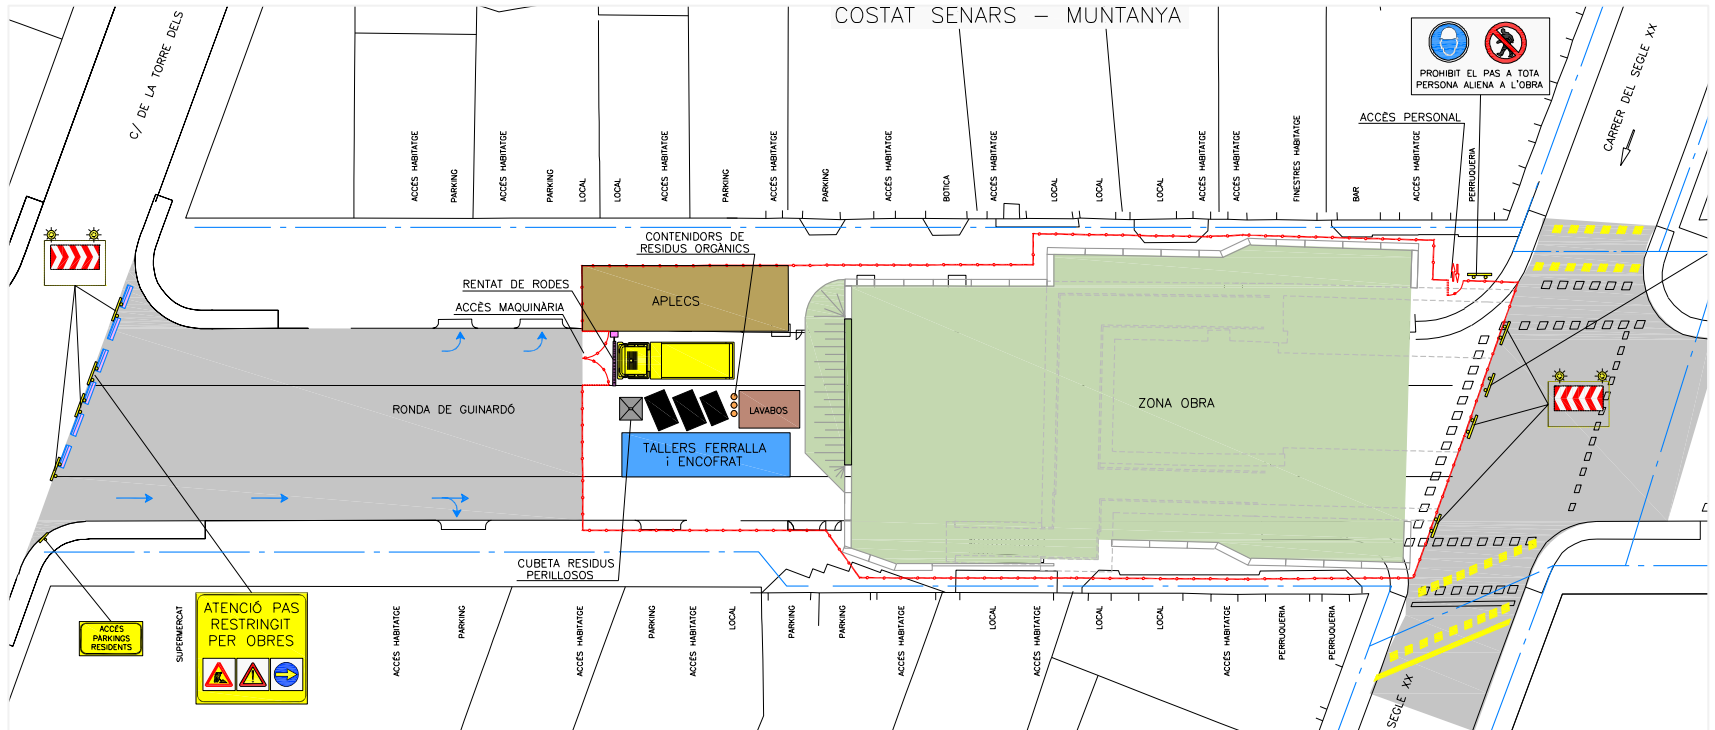 COSTAT SENARS – MUNTANYA
C/ DE LA TORRE DELS
CARRER DEL SEGLE XX
PROHIBIT EL PAS A TOTA
PERSONA ALIENA A L'OBRA
ACCÈS PERSONAL
ACCÉS HABITATGE
PARKING
ACCÉS HABITATGE
PARKING
LOCAL
LOCAL
ACCÉS HABITATGE
PARKING
ACCÉS HABITATGE
PARKING
ACCÉS HABITATGE
BOTICA
ACCÉS HABITATGE
LOCAL
LOCAL
LOCAL
ACCÉS HABITATGE
ACCÉS HABITATGE
FINESTRES HABITATGE
BAR
ACCÉS HABITATGE
PERRUQUERIA
CONTENIDORS DE
RESIDUS ORGÀNICS
RENTAT DE RODES
ACCÈS MAQUINÀRIA
APLECS
RONDA DE GUINARDÓ
LAVABOS
TALLERS FERRALLA
i ENCOFRAT
ZONA OBRA
CUBETA RESIDUS
PERILLOSOS
ACCÉS
PARKINGS
RESIDENTS
SUPERMERCAT
ATENCIÓ PAS
RESTRINGIT
PER OBRES
ACCÉS HABITATGE
PARKING
ACCÉS HABITATGE
PARKING
ACCÉS HABITATGE
LOCAL
PARKING
PARKING
ACCÉS HABITATGE
LOCAL
ACCÉS HABITATGE
LOCAL
LOCAL
ACCÉS HABITATGE
PERRUQUERIA
PERRUQUERIA
SEGLE XX